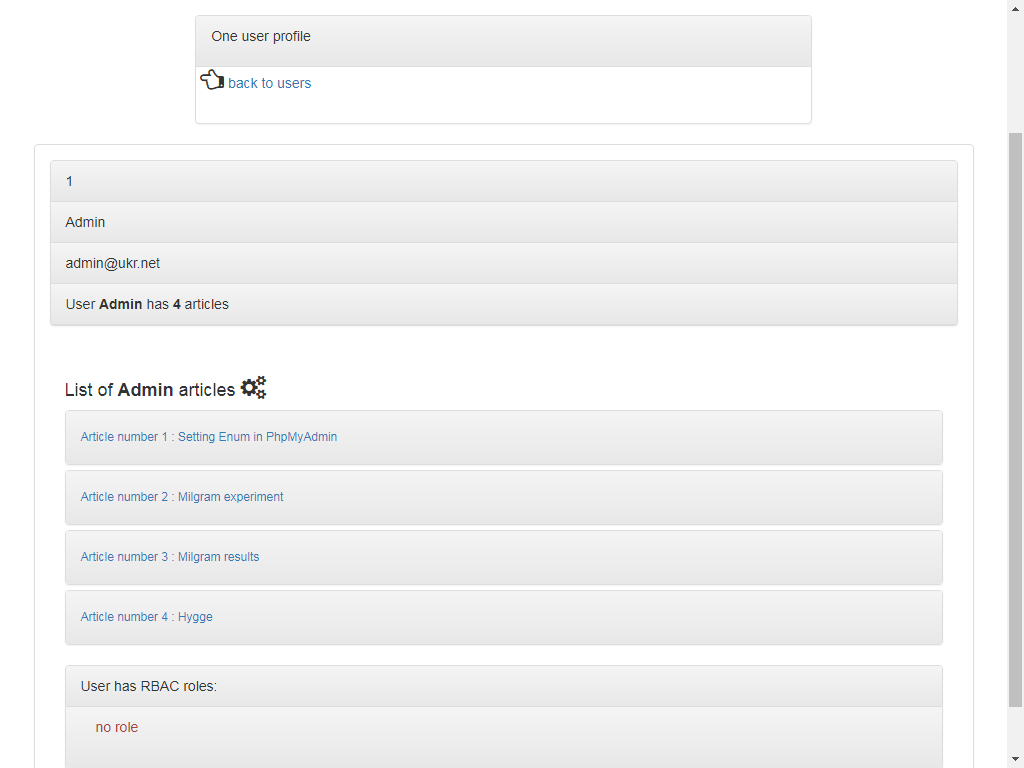 One user profile
back to users
1
Admin
admin@ukr.net
User Admin has 4 articles
List of Admin articles
Article number 1 : Setting Enum in PhpMyAdmin
Article number 2 : Milgram experiment
Article number 3 : Milgram results
Article number 4 : Hygge
User has RBAC roles:
no role